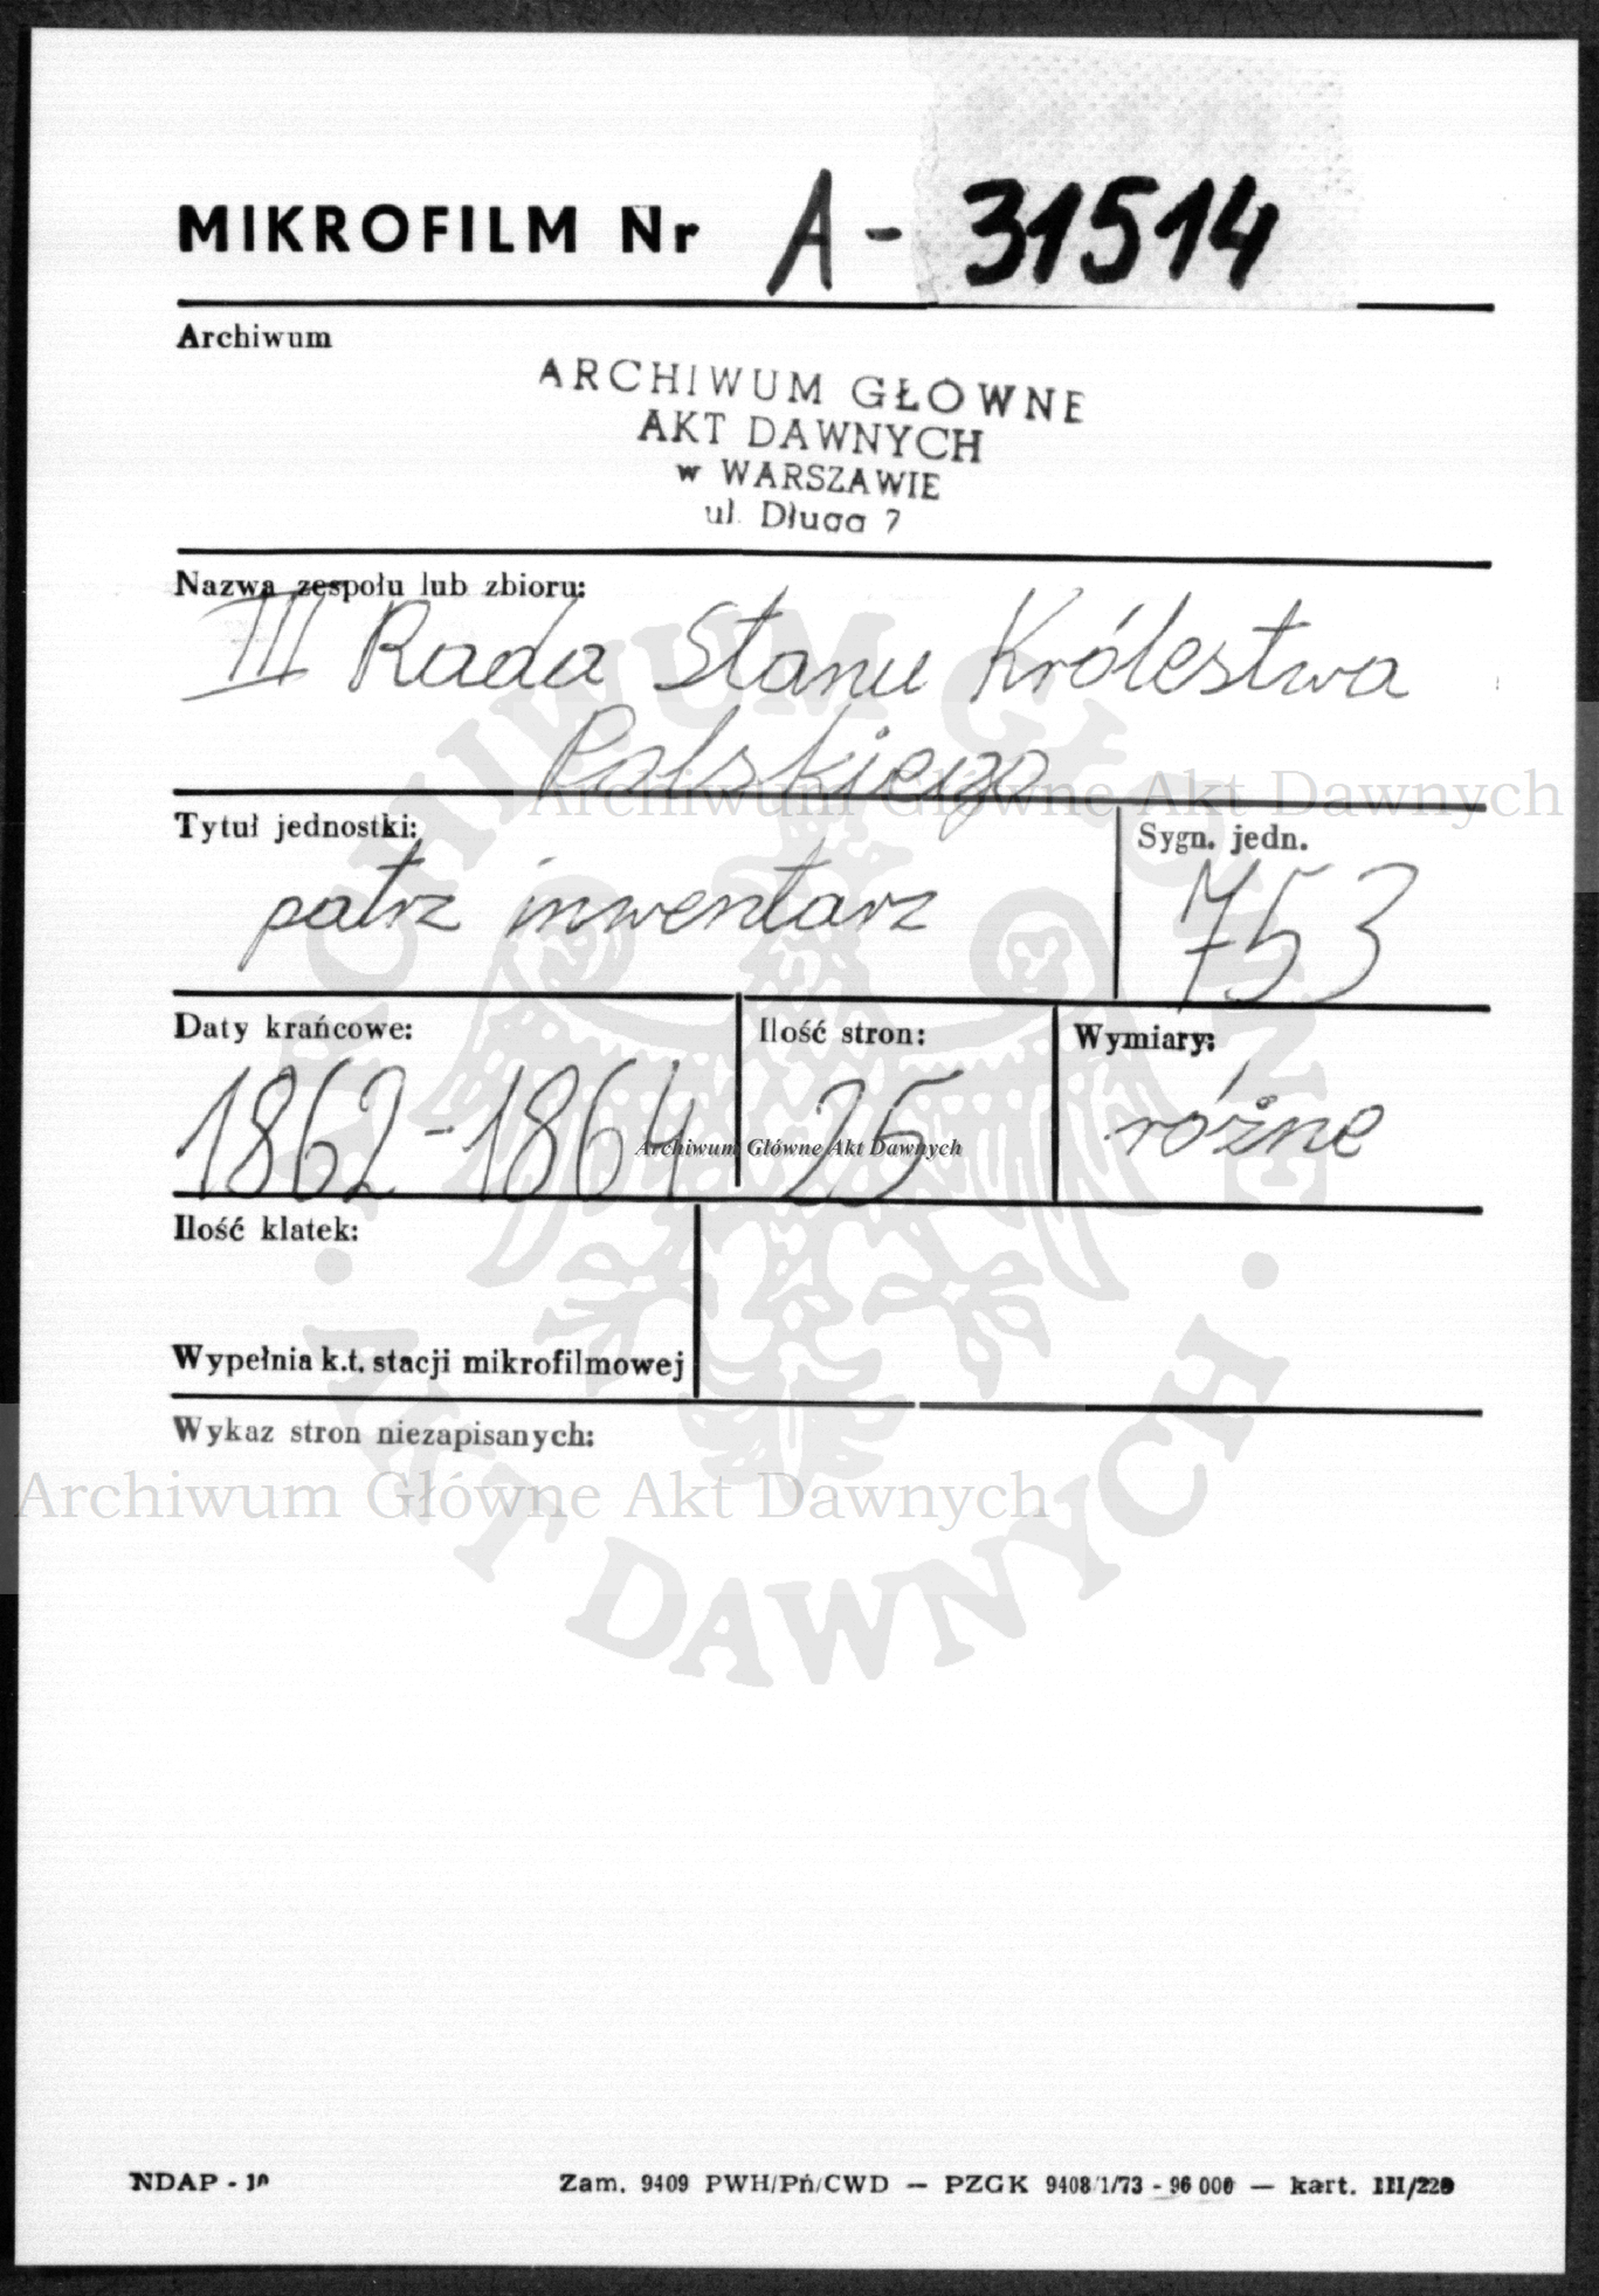 MIKROFILM Nr A - 31514
Archiwum
ARCHIWUM GŁOWNE
AKT DAWNYCH
w WARSZAWIE
ul. Długa 7
Nazwa zespołu lub zbioru:
III Rada Stanu Królestwa
Polskiego
Archiwum Główne Akt Dawnych
Tytuł jednostki:
Sygn. jedn.
patrz inwentarz
753
Daty krańcowe:
Ilość stron:
Wymiary:
1862-1864
25
różne
Archiwum Główne Akt Dawnych
Ilość klatek:
Wypełnia k.t. stacji mikrofilmowej
Wykaz stron niezapisanych:
Archiwum Główne Akt Dawnych
ARCHIWUM GŁÓWNE
· AKT DAWNYCH ·
NDAP - 10
Zam. 9409 PWH/Pń/CWD — PZGK 9408/1/73 - 96 000 — kart. III/220